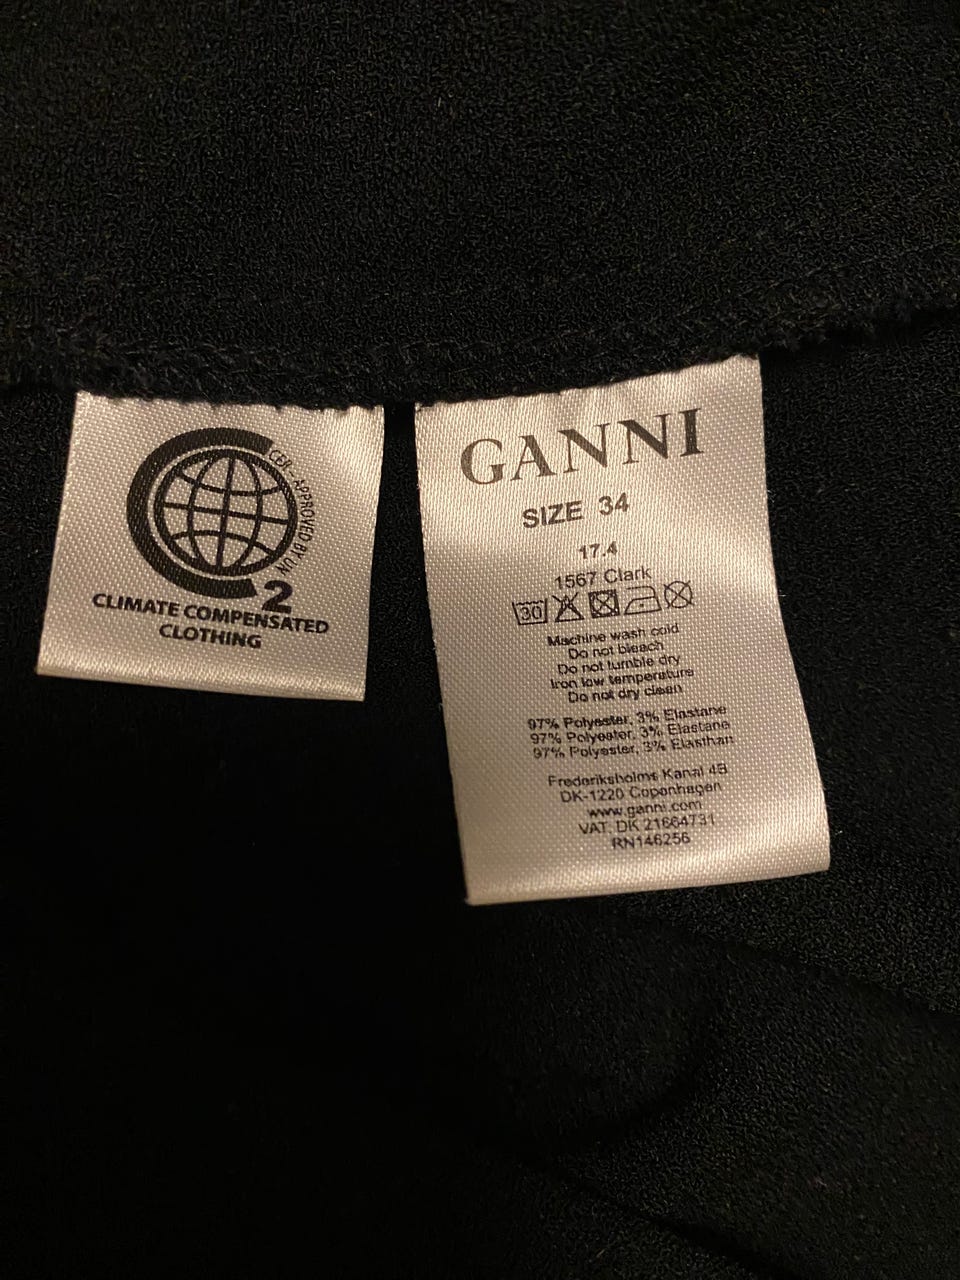 CER - APPROVED BY UN
2
CLIMATE COMPENSATED
CLOTHING
GANNI
SIZE 34
17.4
1567 Clark
30
Machine wash cold
Do not bleach
Do not tumble dry
Iron low temperature
Do not dry clean
97% Polyester, 3% Elastane
97% Polyester, 3% Elastane
97% Polyester, 3% Elasthan
Frederiksholms Kanal 4B
DK-1220 Copenhagen
www.ganni.com
VAT. DK 21664731
RN146256